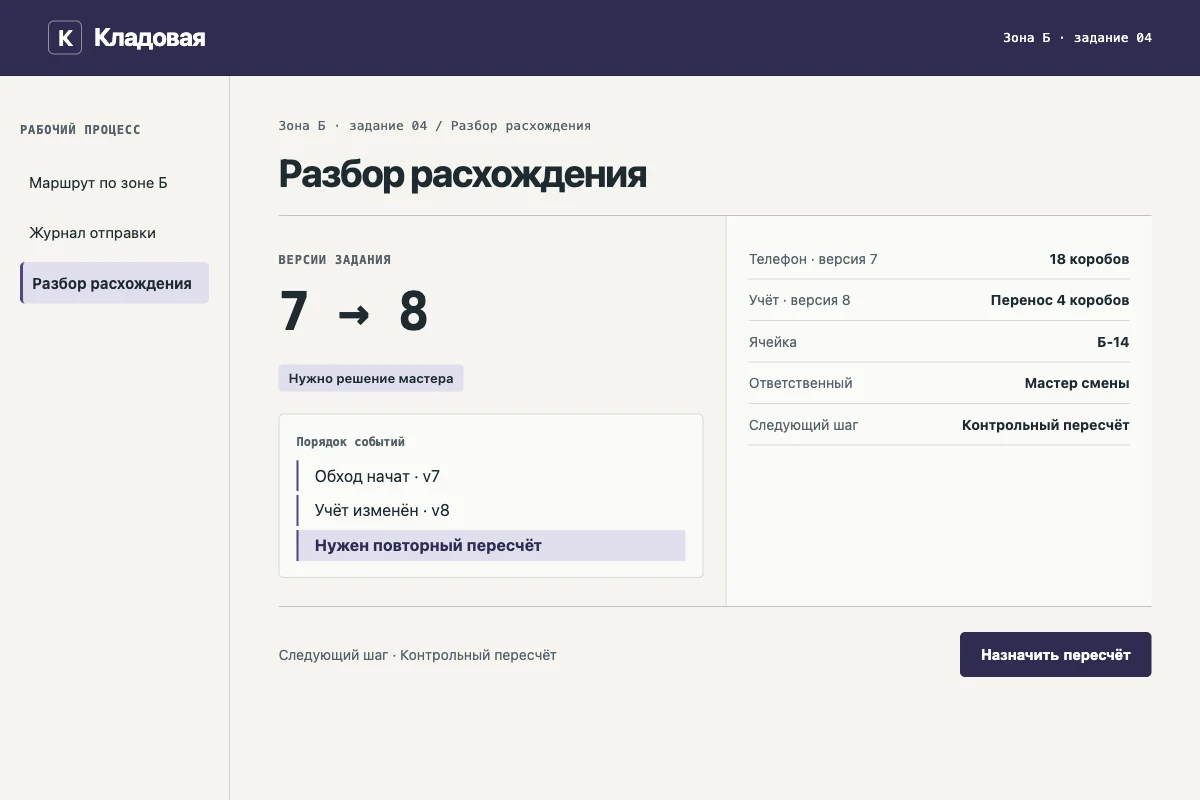 К Кладовая
Зона Б · задание 04
РАБОЧИЙ ПРОЦЕСС
Маршрут по зоне Б
Журнал отправки
Разбор расхождения
Зона Б · задание 04 / Разбор расхождения
Разбор расхождения
ВЕРСИИ ЗАДАНИЯ
7 → 8
Нужно решение мастера
Порядок событий
Обход начат · v7
Учёт изменён · v8
Нужен повторный пересчёт
Телефон · версия 7 18 коробов
Учёт · версия 8 Перенос 4 коробов
Ячейка Б-14
Ответственный Мастер смены
Следующий шаг Контрольный пересчёт
Следующий шаг · Контрольный пересчёт
Назначить пересчёт